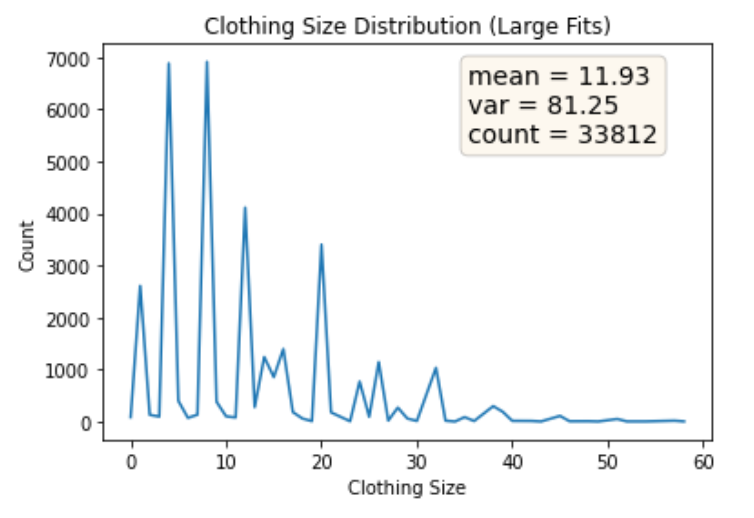 Clothing Size Distribution (Large Fits)
mean = 11.93
var = 81.25
count = 33812
Count
7000
6000
5000
4000
3000
2000
1000
0
0 10 20 30 40 50 60
Clothing Size